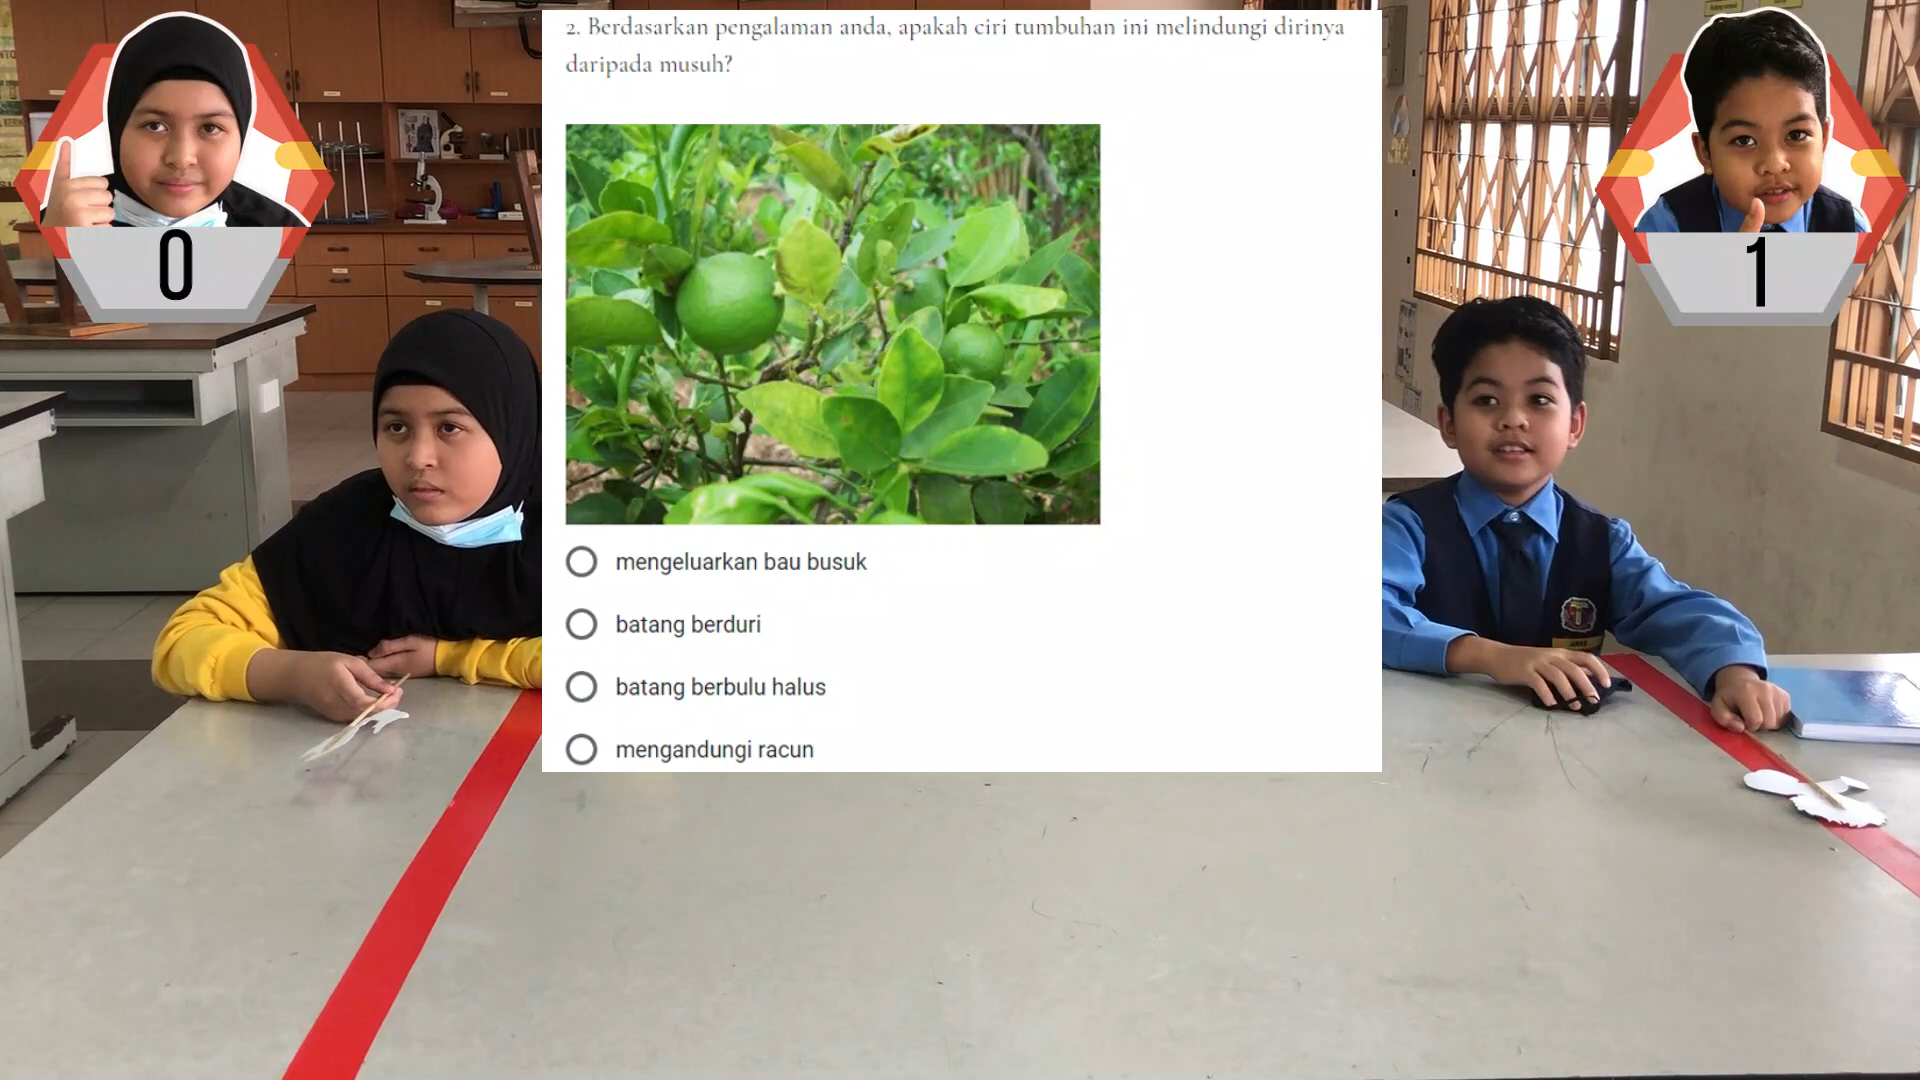 2. Berdasarkan pengalaman anda, apakah ciri tumbuhan ini melindungi dirinya
daripada musuh?
mengeluarkan bau busuk
batang berduri
batang berbulu halus
mengandungi racun
0
1